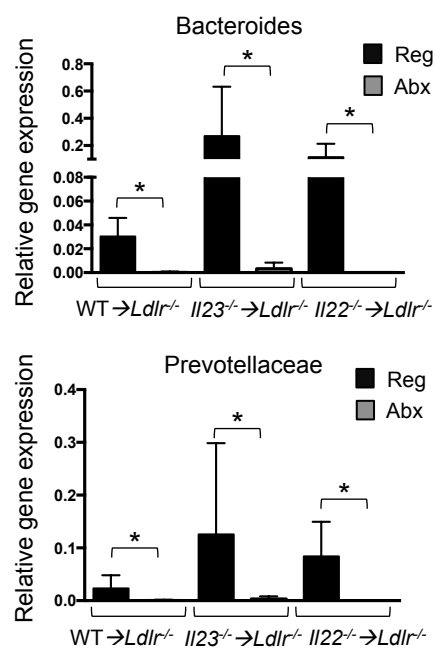 Bacteroides
Relative gene expression
Reg
Abx
0.8
0.6
0.4
0.2
0.08
0.06
0.04
0.02
0.00
*
*
*
WT →Ldlr-/-
Il23-/-→Ldlr-/-
Il22-/-→Ldlr-/-
Prevotellaceae
Relative gene expression
Reg
Abx
0.4
0.3
0.2
0.1
0.0
*
*
*
WT →Ldlr-/-
Il23-/-→Ldlr-/-
Il22-/-→Ldlr-/-